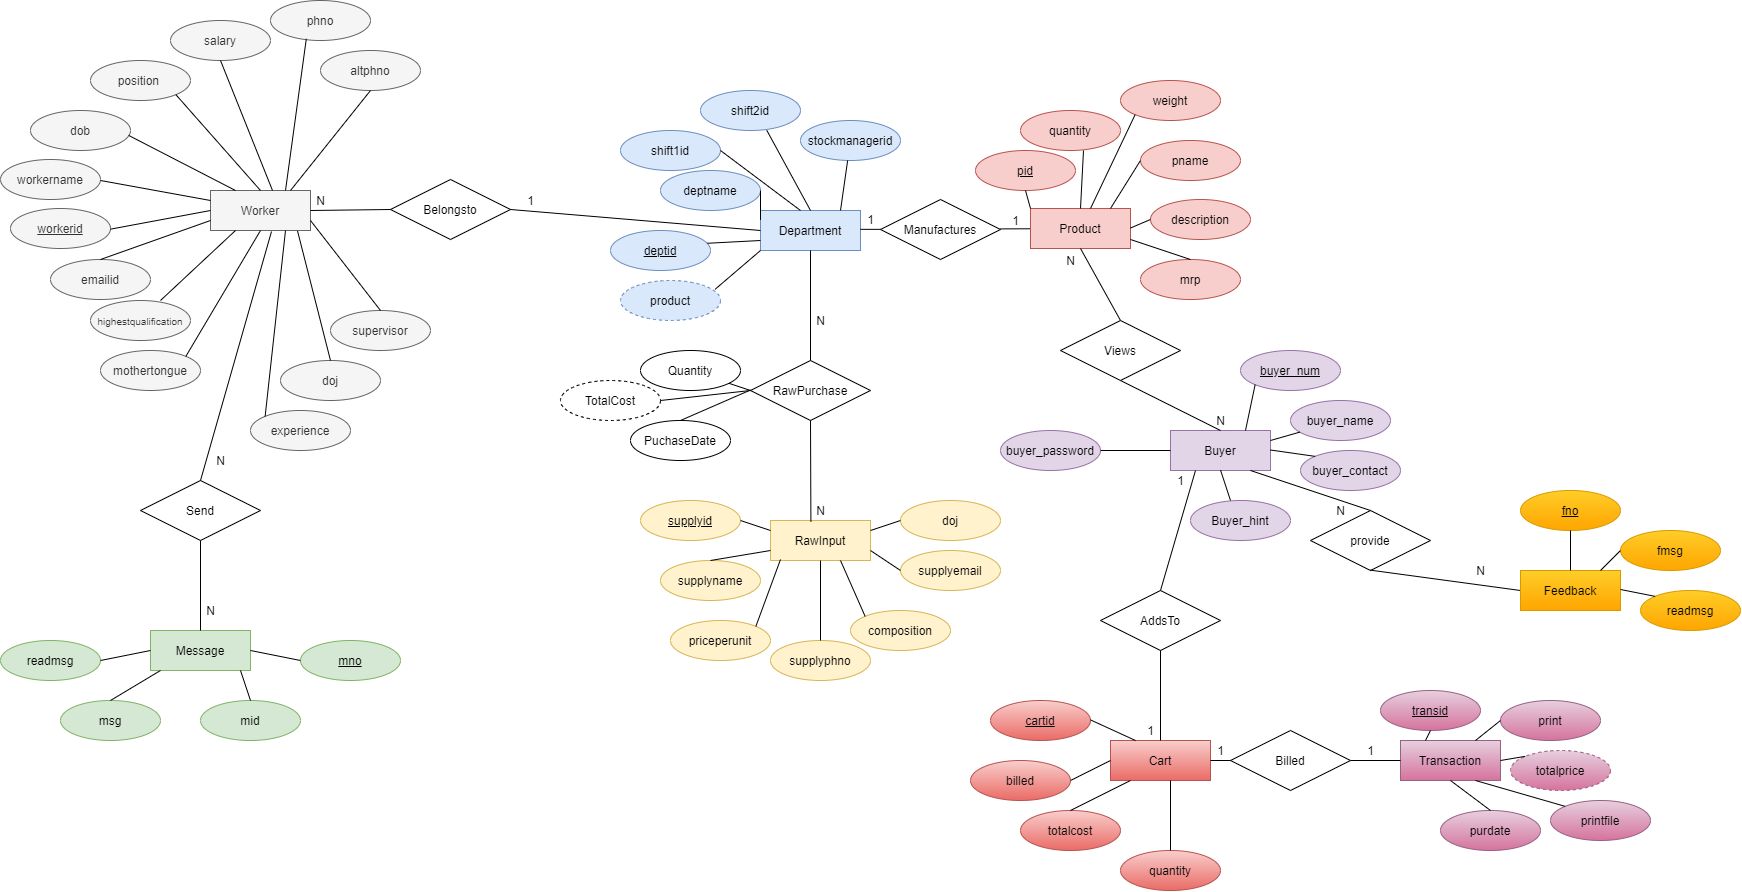 phno
salary
altphno
position
dob
workername
workerid
emailid
highestqualification
mothertongue
Worker
supervisor
doj
experience
N
Belongsto
1
shift2id
shift1id
stockmanagerid
deptname
Department
deptid
product
1
Manufactures
1
weight
quantity
pname
pid
description
Product
mrp
N
Views
N
N
Quantity
TotalCost
RawPurchase
PuchaseDate
N
buyer_num
buyer_name
buyer_password
Buyer
buyer_contact
Buyer_hint
1
N
provide
N
fno
fmsg
Feedback
readmsg
N
Send
N
readmsg
Message
mno
msg
mid
supplyid
doj
RawInput
supplyname
supplyemail
priceperunit
composition
supplyphno
AddsTo
1
cartid
Cart
billed
totalcost
quantity
1
Billed
1
transid
print
Transaction
totalprice
printfile
purdate